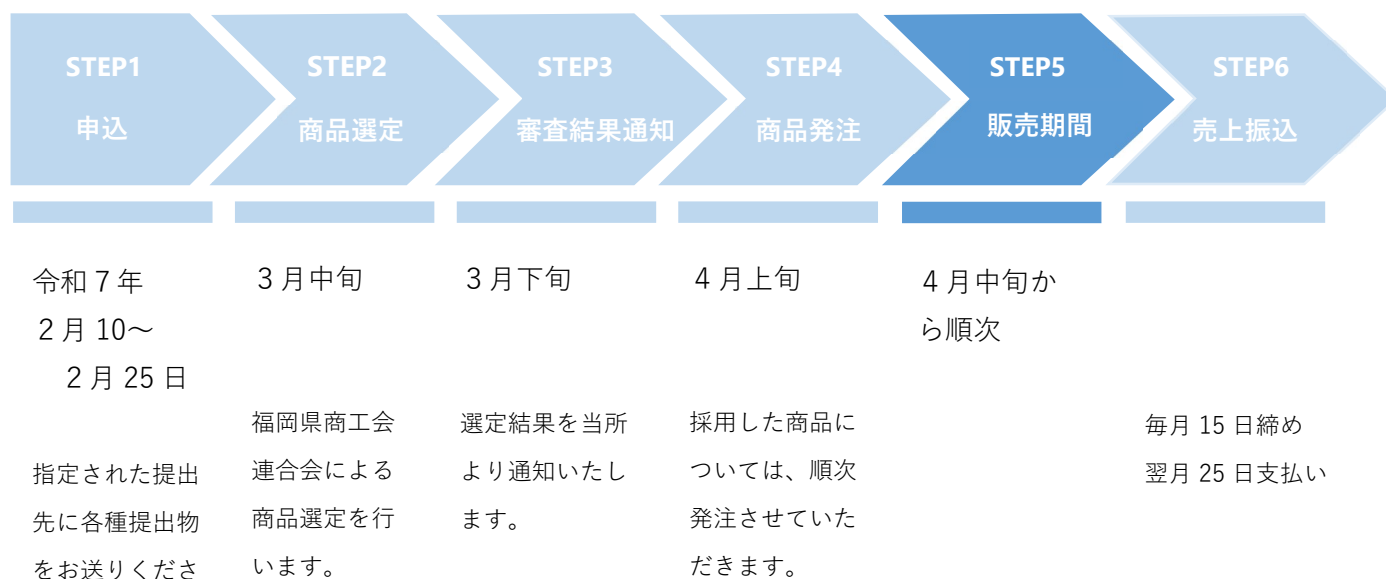 STEP1
申込
STEP2
商品選定
STEP3
審査結果通知
STEP4
商品発注
STEP5
販売期間
STEP6
売上振込
令和7年
2月10～
2月25日
指定された提出
先に各種提出物
をお送りくださ
3月中旬
福岡県商工会
連合会による
商品選定を行
います。
3月下旬
選定結果を当所
より通知いたし
ます。
4月上旬
採用した商品に
ついては、順次
発注させていた
だきます。
4月中旬か
ら順次
毎月15日締め
翌月25日支払い